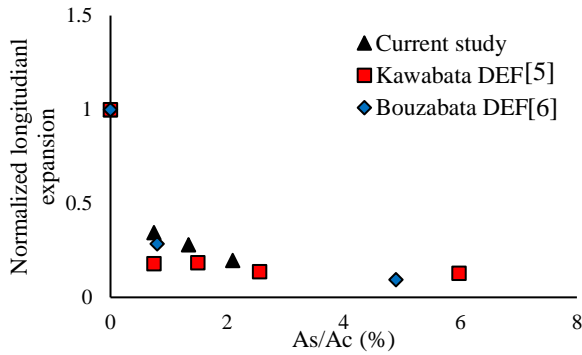 1.5
1
0.5
0
Normalized longitudianl
expansion
Current study
Kawabata DEF[5]
Bouzabata DEF[6]
0 2 4 6 8
As/Ac (%)